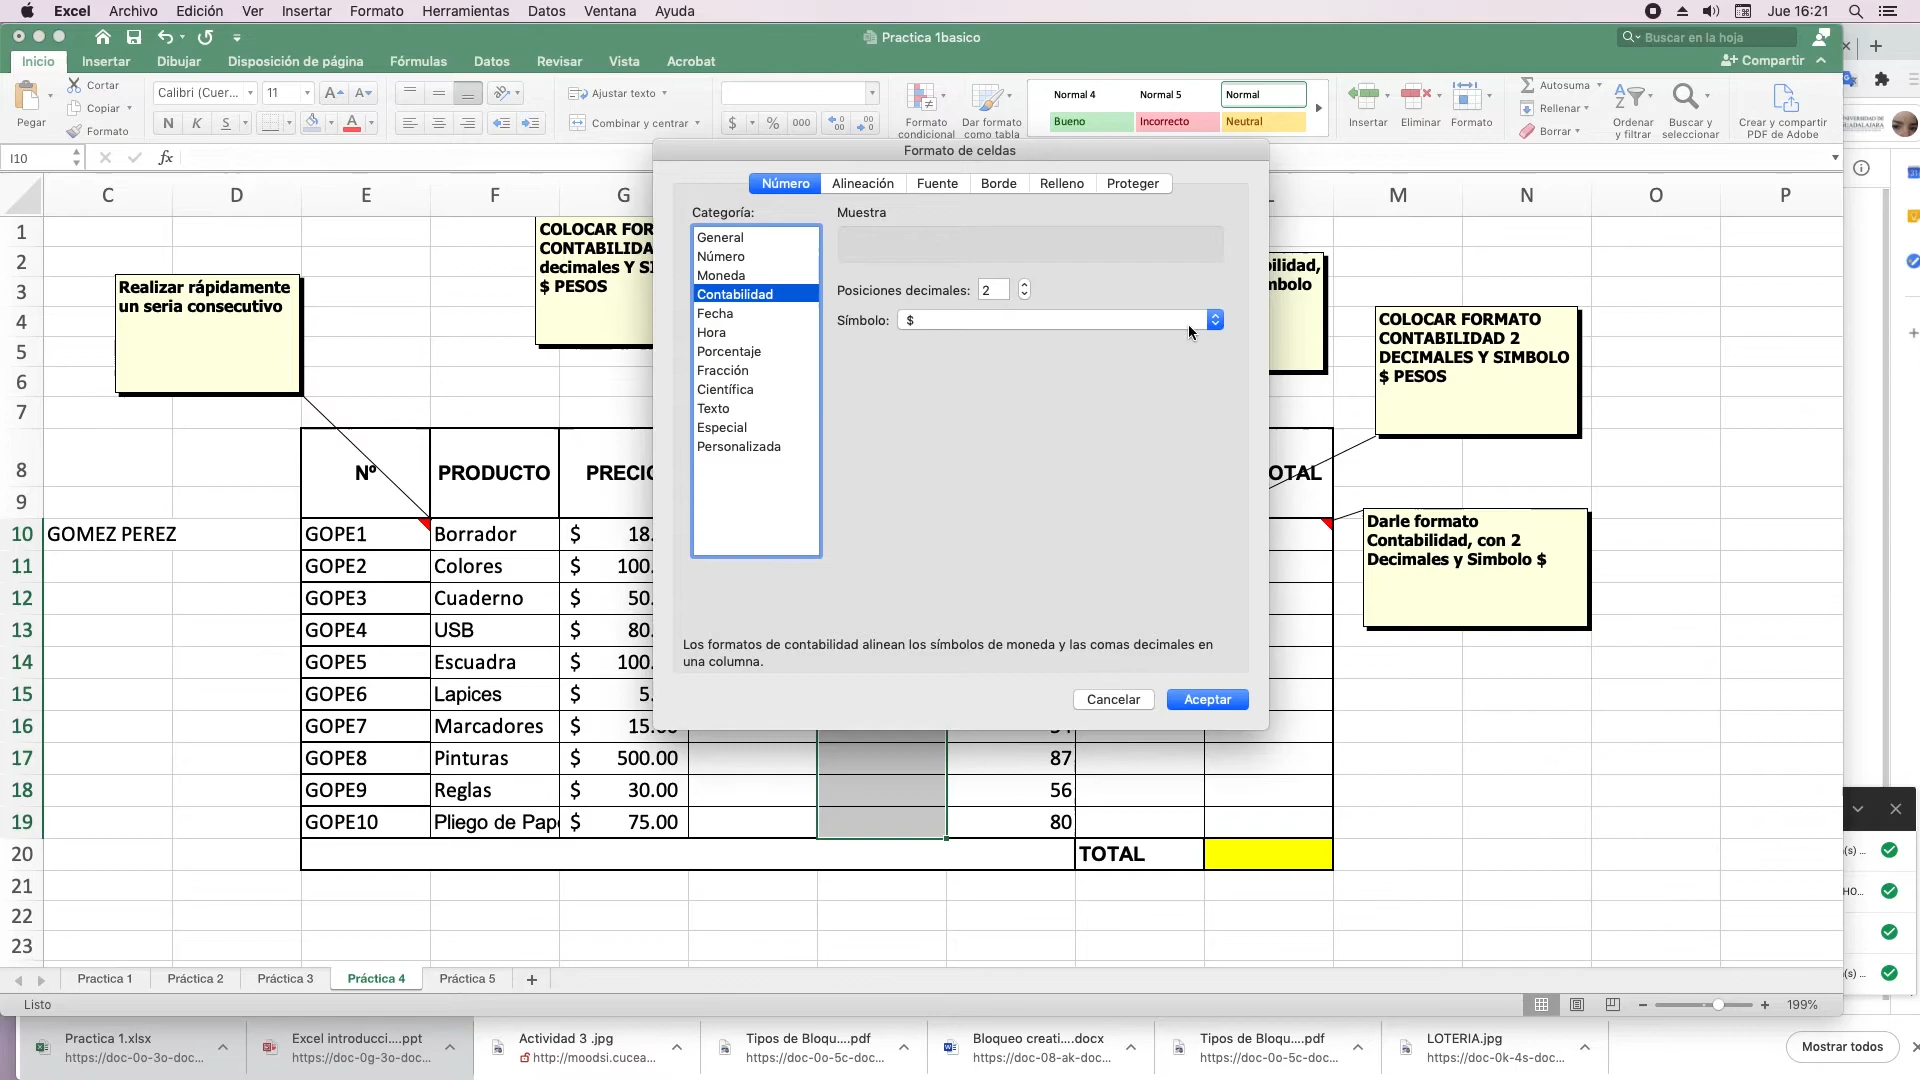 Excel Archivo Edición Ver Insertar Formato Herramientas Datos Ventana Ayuda
Jue 16:21
Practica 1basico
Buscar en la hoja
Inicio Insertar Dibujar Disposición de página Fórmulas Datos Revisar Vista Acrobat
Compartir
Pegar
Cortar
Copiar
Formato
Calibri (Cuer...
11
N K S
Ajustar texto
Combinar y centrar
$ % 000
Formato
condicional
Dar formato
como tabla
Normal 4 Normal 5 Normal
Bueno Incorrecto Neutral
Insertar Eliminar Formato
Autosuma
Rellenar
Borrar
Ordenar
y filtrar
Buscar y
seleccionar
Crear y compartir
PDF de Adobe
I10
fx
Formato de celdas
Número Alineación Fuente Borde Relleno Proteger
Categoría:
General
Número
Moneda
Contabilidad
Fecha
Hora
Porcentaje
Fracción
Científica
Texto
Especial
Personalizada
Muestra
Posiciones decimales: 2
Símbolo: $
Los formatos de contabilidad alinean los símbolos de moneda y las comas decimales en
una columna.
Cancelar Aceptar
C D E F G L M N O P
1
2
3
4
5
6
7
8
9
10
11
12
13
14
15
16
17
18
19
20
21
22
23
Realizar rápidamente
un seria consecutivo
COLOCAR FOR
CONTABILIDA
decimales Y SI
$ PESOS
bilidad,
mbolo
COLOCAR FORMATO
CONTABILIDAD 2
DECIMALES Y SIMBOLO
$ PESOS
Darle formato
Contabilidad, con 2
Decimales y Simbolo $
Nº PRODUCTO PRECIO OTAL
GOMEZ PEREZ GOPE1 Borrador $ 18.
GOPE2 Colores $ 100.
GOPE3 Cuaderno $ 50.
GOPE4 USB $ 80.
GOPE5 Escuadra $ 100.
GOPE6 Lapices $ 5.
GOPE7 Marcadores $ 15.
GOPE8 Pinturas $ 500.00 87
GOPE9 Reglas $ 30.00 56
GOPE10 Pliego de Pap $ 75.00 80
TOTAL
Practica 1 Práctica 2 Práctica 3 Práctica 4 Práctica 5
Listo
199%
Practica 1.xlsx
https://doc-0o-3o-doc...
Excel introducci....ppt
https://doc-0g-3o-doc...
Actividad 3 .jpg
http://moodsi.cucea...
Tipos de Bloqu....pdf
https://doc-0o-5c-doc...
Bloqueo creati....docx
https://doc-08-ak-doc...
Tipos de Bloqu....pdf
https://doc-0o-5c-doc...
LOTERIA.jpg
https://doc-0k-4s-doc...
Mostrar todos